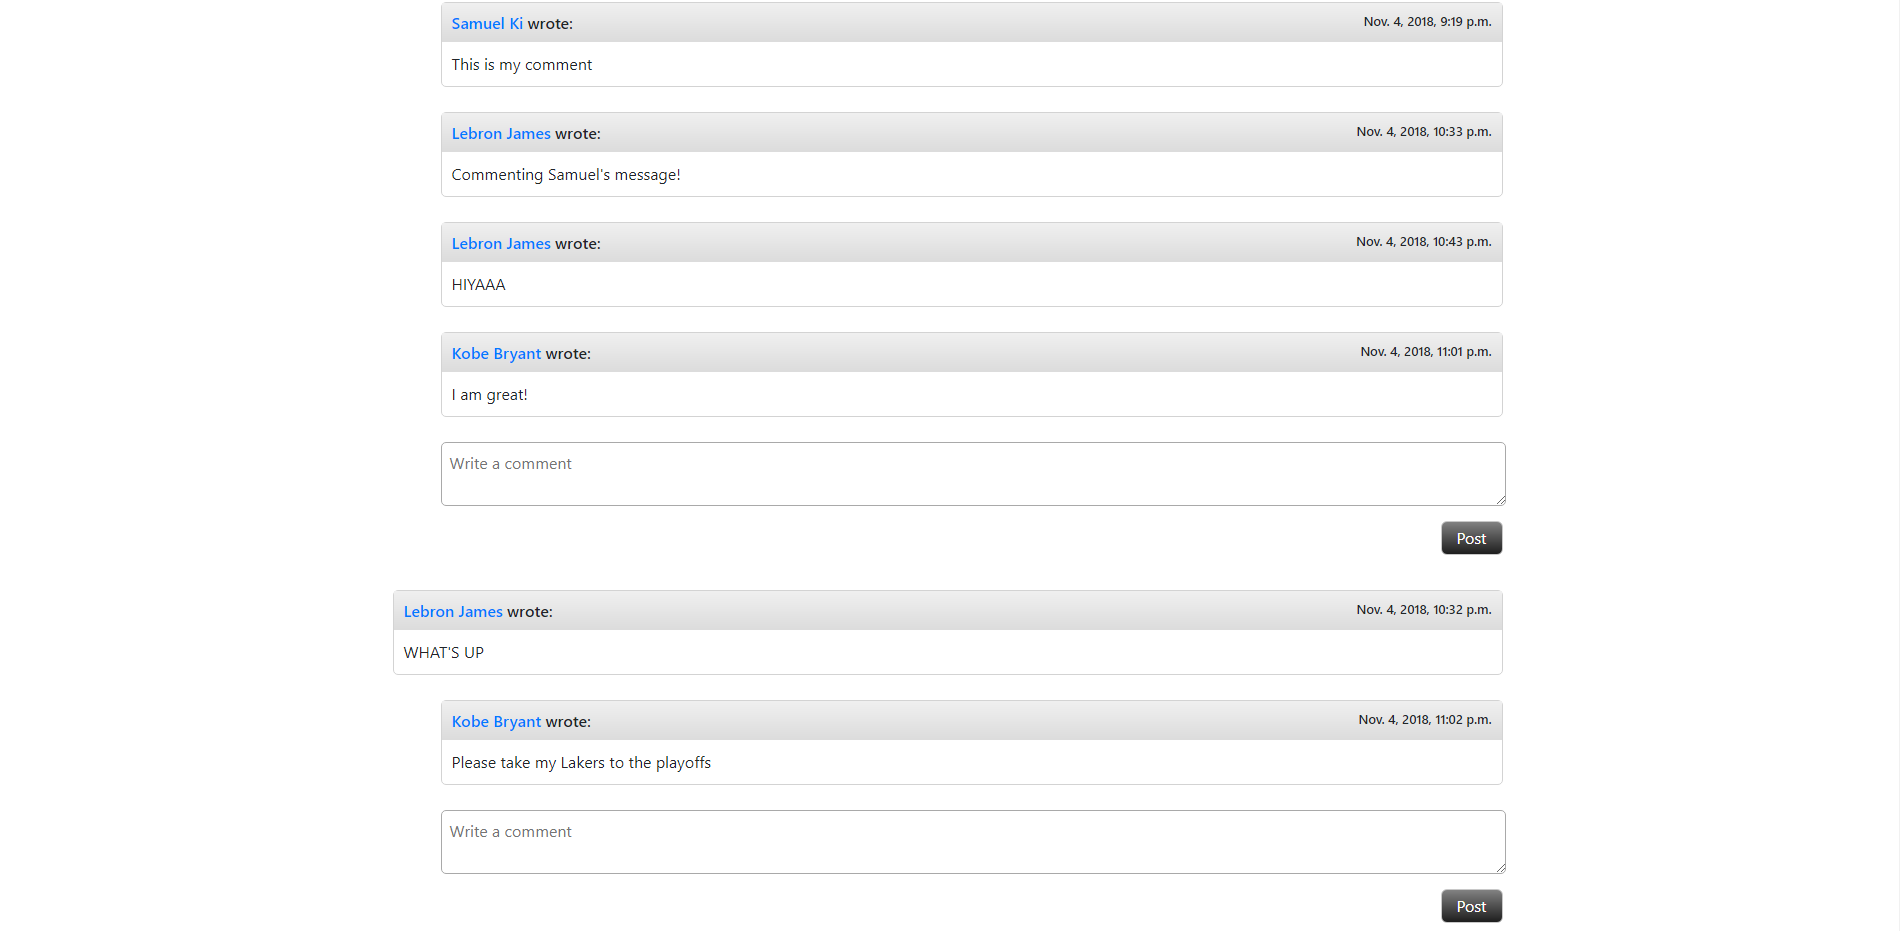 Samuel Ki wrote: Nov. 4, 2018, 9:19 p.m.
This is my comment
Lebron James wrote: Nov. 4, 2018, 10:33 p.m.
Commenting Samuel's message!
Lebron James wrote: Nov. 4, 2018, 10:43 p.m.
HIYAAA
Kobe Bryant wrote: Nov. 4, 2018, 11:01 p.m.
I am great!
Write a comment
Post
Lebron James wrote: Nov. 4, 2018, 10:32 p.m.
WHAT'S UP
Kobe Bryant wrote: Nov. 4, 2018, 11:02 p.m.
Please take my Lakers to the playoffs
Write a comment
Post